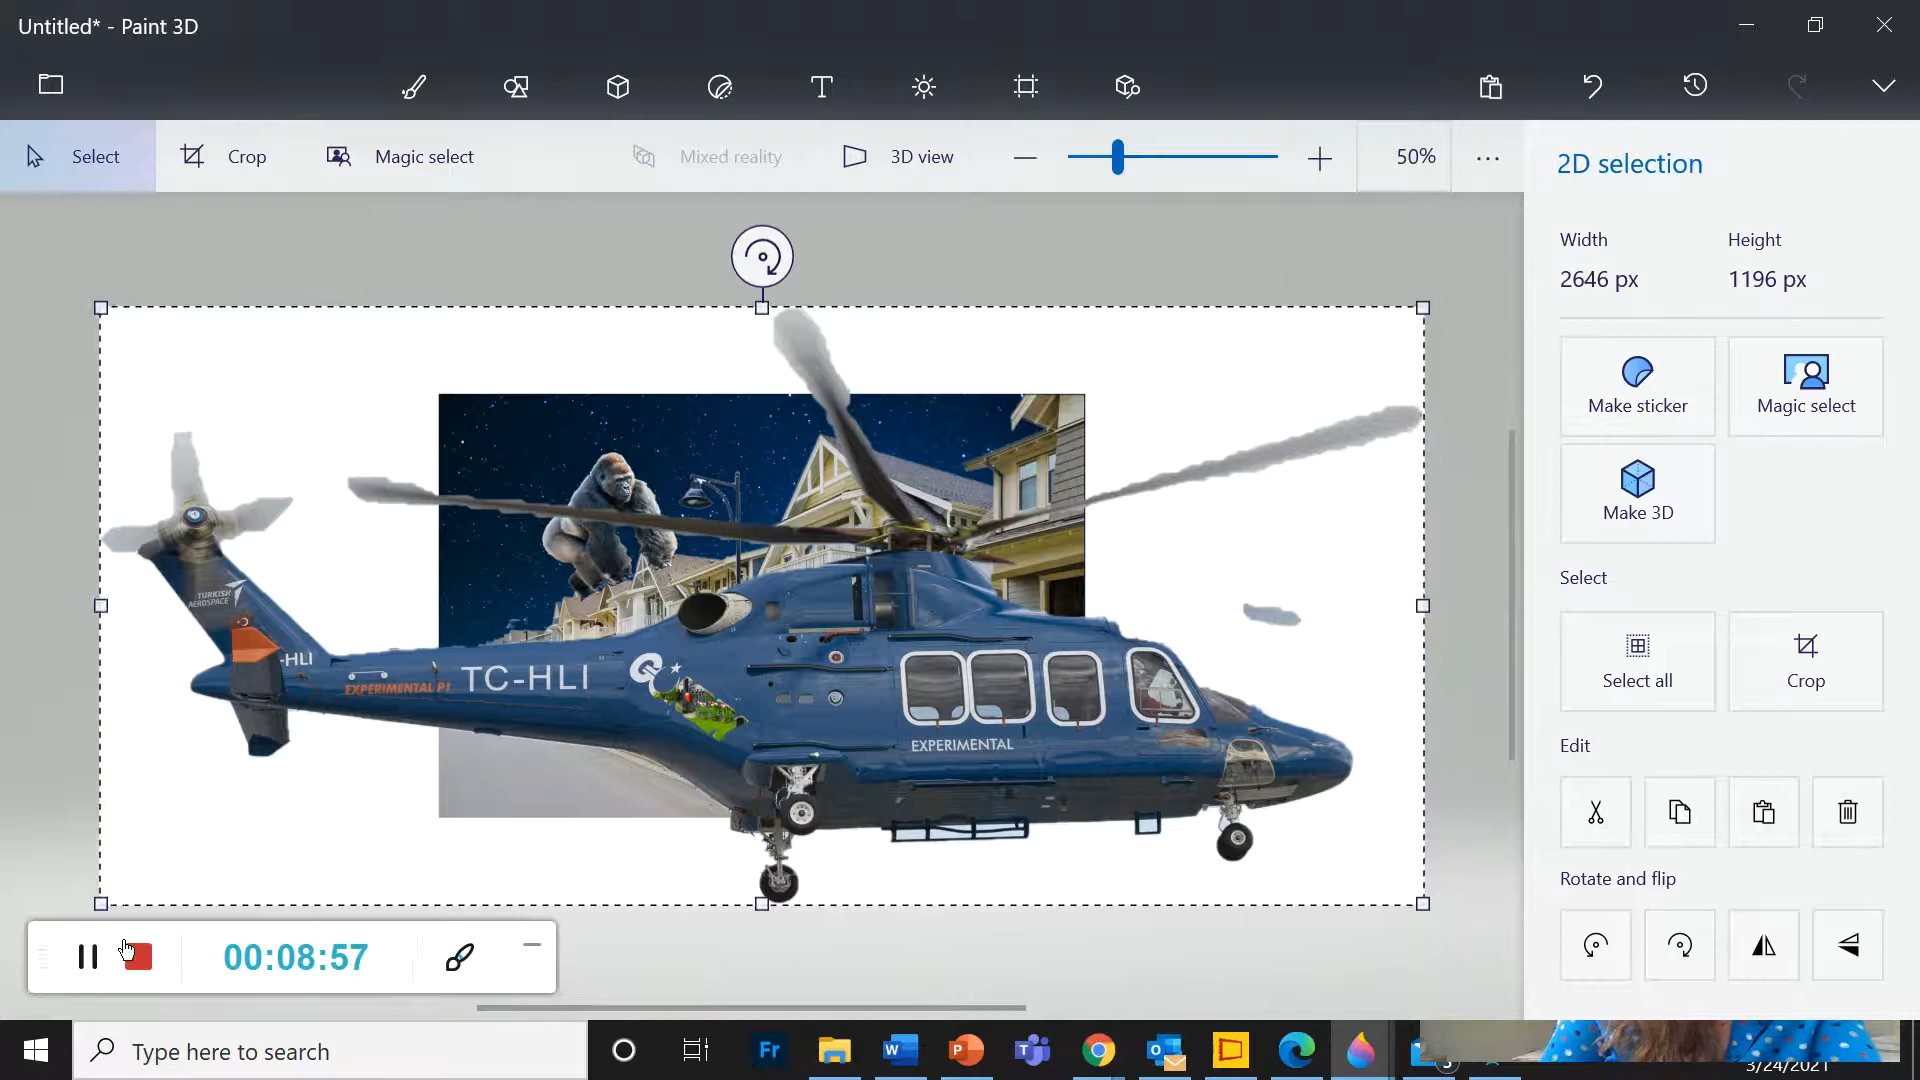 Untitled* - Paint 3D
Select
Crop
Magic select
Mixed reality
3D view
50%
2D selection
Width
Height
2646 px
1196 px
Make sticker
Magic select
Make 3D
Select
Select all
Crop
Edit
Rotate and flip
TURKISH
AEROSPACE
-HLI
EXPERIMENTAL P1
TC-HLI
EXPERIMENTAL
00:08:57
Type here to search
Fr
W
P
T
O
3
3/24/2021